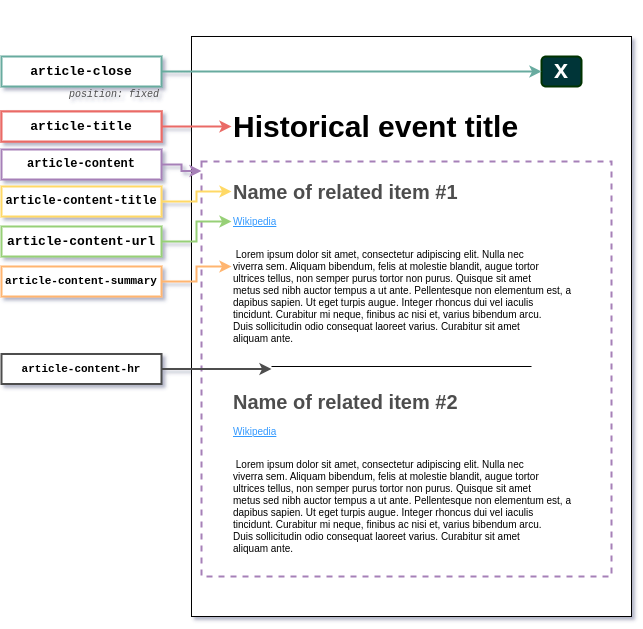 article-close
X
position: fixed
article-title
Historical event title
article-content
article-content-title
Name of related item #1
article-content-url
Wikipedia
article-content-summary
Lorem ipsum dolor sit amet, consectetur adipiscing elit. Nulla nec
viverra sem. Aliquam bibendum, felis at molestie blandit, augue tortor
ultrices tellus, non semper purus tortor non purus. Quisque sit amet
metus sed nibh auctor tempus a ut ante. Pellentesque non elementum est, a
dapibus sapien. Ut eget turpis augue. Integer rhoncus dui vel iaculis
tincidunt. Curabitur mi neque, finibus ac nisi et, varius bibendum arcu.
Duis sollicitudin odio consequat laoreet varius. Curabitur sit amet
aliquam ante.
article-content-hr
Name of related item #2
Wikipedia
Lorem ipsum dolor sit amet, consectetur adipiscing elit. Nulla nec
viverra sem. Aliquam bibendum, felis at molestie blandit, augue tortor
ultrices tellus, non semper purus tortor non purus. Quisque sit amet
metus sed nibh auctor tempus a ut ante. Pellentesque non elementum est, a
dapibus sapien. Ut eget turpis augue. Integer rhoncus dui vel iaculis
tincidunt. Curabitur mi neque, finibus ac nisi et, varius bibendum arcu.
Duis sollicitudin odio consequat laoreet varius. Curabitur sit amet
aliquam ante.